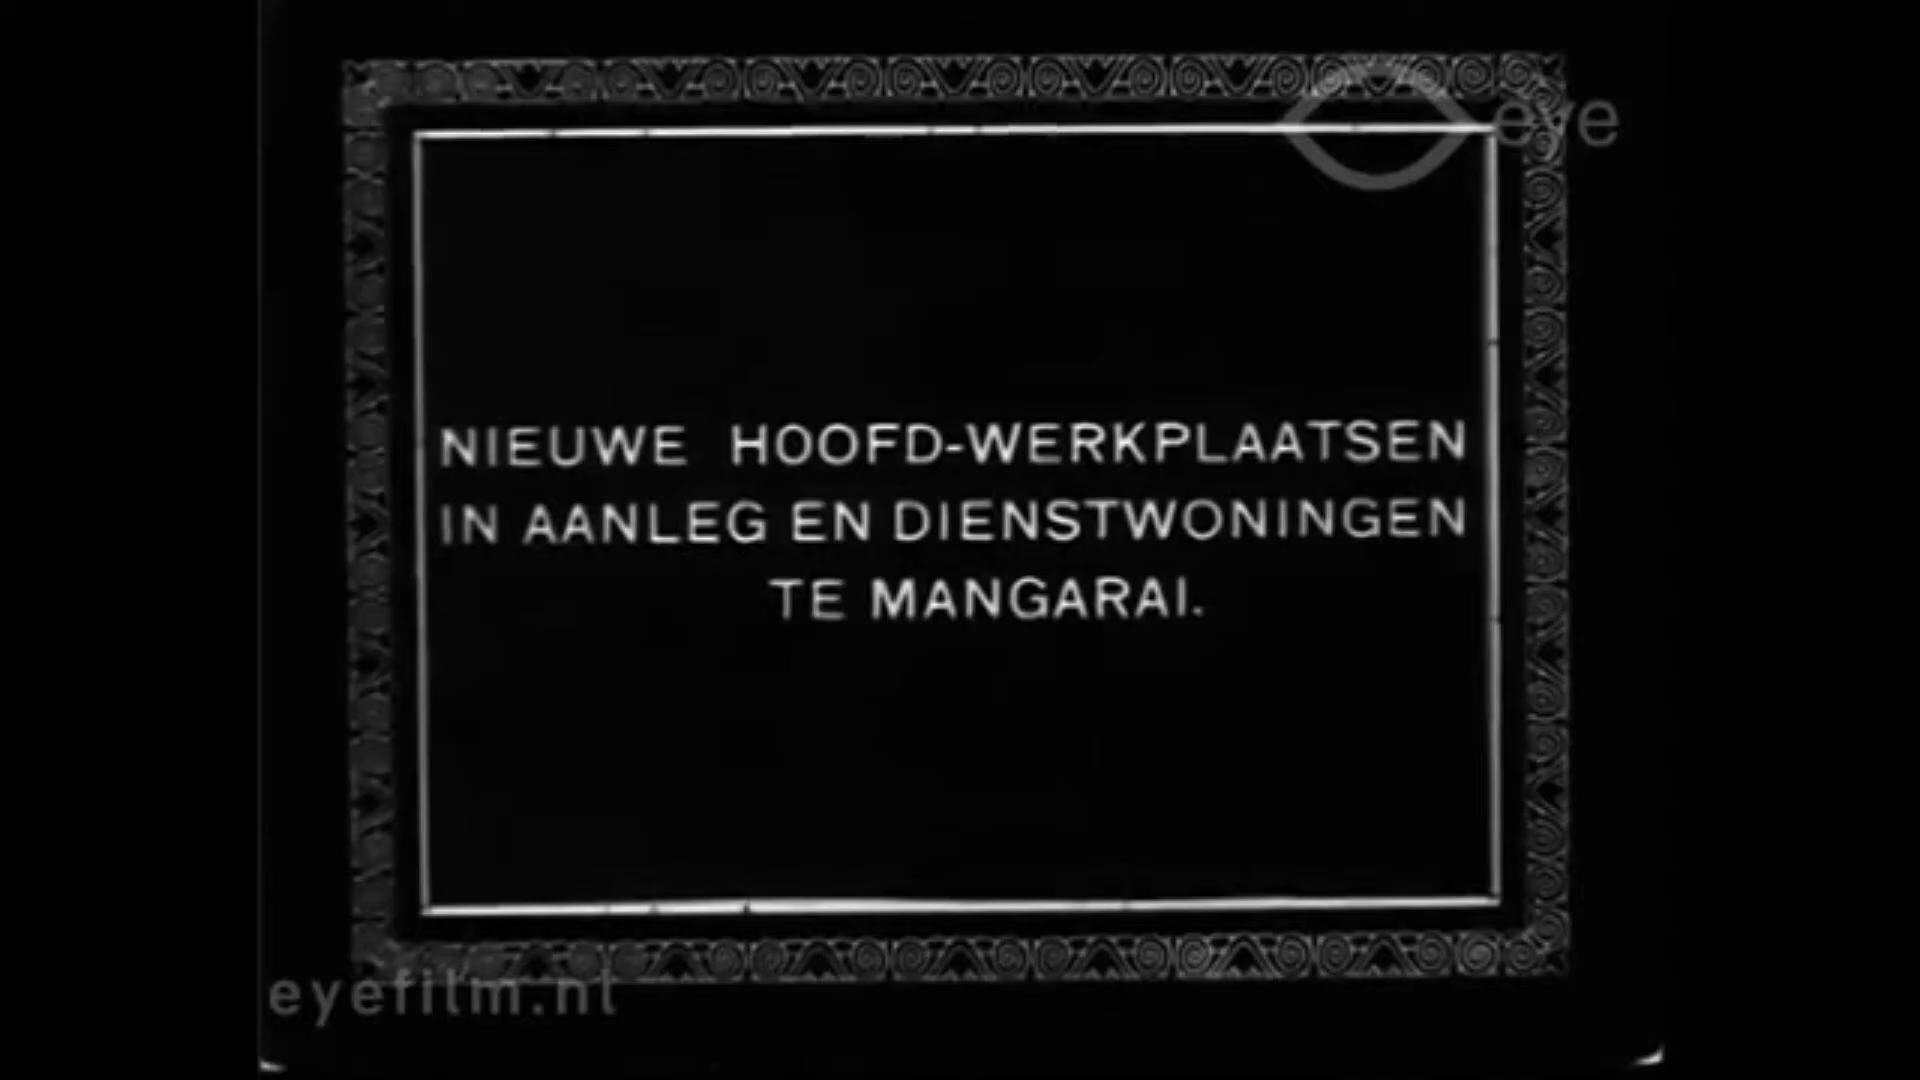 eye
NIEUWE HOOFD-WERKPLAATSEN
IN AANLEG EN DIENSTWONINGEN
TE MANGARAI.
eyefilm.nl